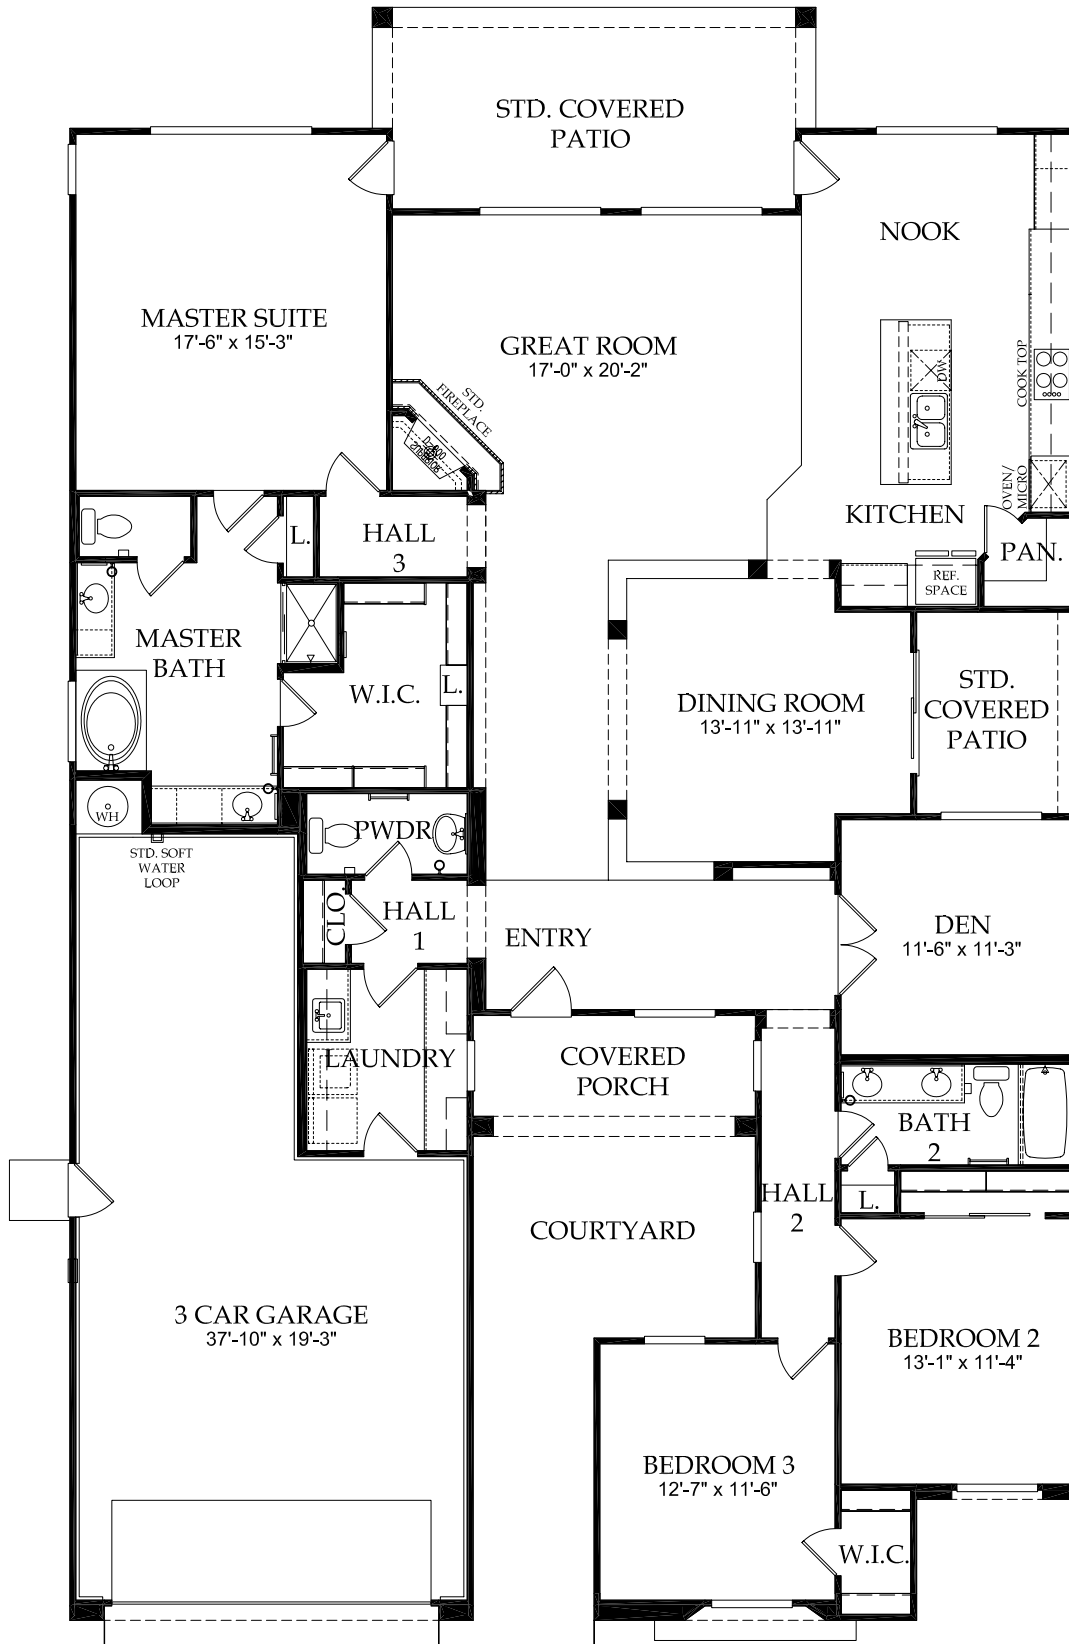 STD. COVERED
PATIO
NOOK
MASTER SUITE
17'-6" x 15'-3"
GREAT ROOM
17'-0" x 20'-2"
STD.
FIREPLACE
DW
COOK TOP
OVEN/
MICRO
KITCHEN
PAN.
REF.
SPACE
L.
HALL
3
MASTER
BATH
W.I.C.
L.
DINING ROOM
13'-11" x 13'-11"
STD.
COVERED
PATIO
WH
STD. SOFT
WATER
LOOP
PWDR
CLO.
HALL
1
ENTRY
DEN
11'-6" x 11'-3"
LAUNDRY
COVERED
PORCH
BATH
2
L.
HALL
2
COURTYARD
3 CAR GARAGE
37'-10" x 19'-3"
BEDROOM 2
13'-1" x 11'-4"
BEDROOM 3
12'-7" x 11'-6"
W.I.C.